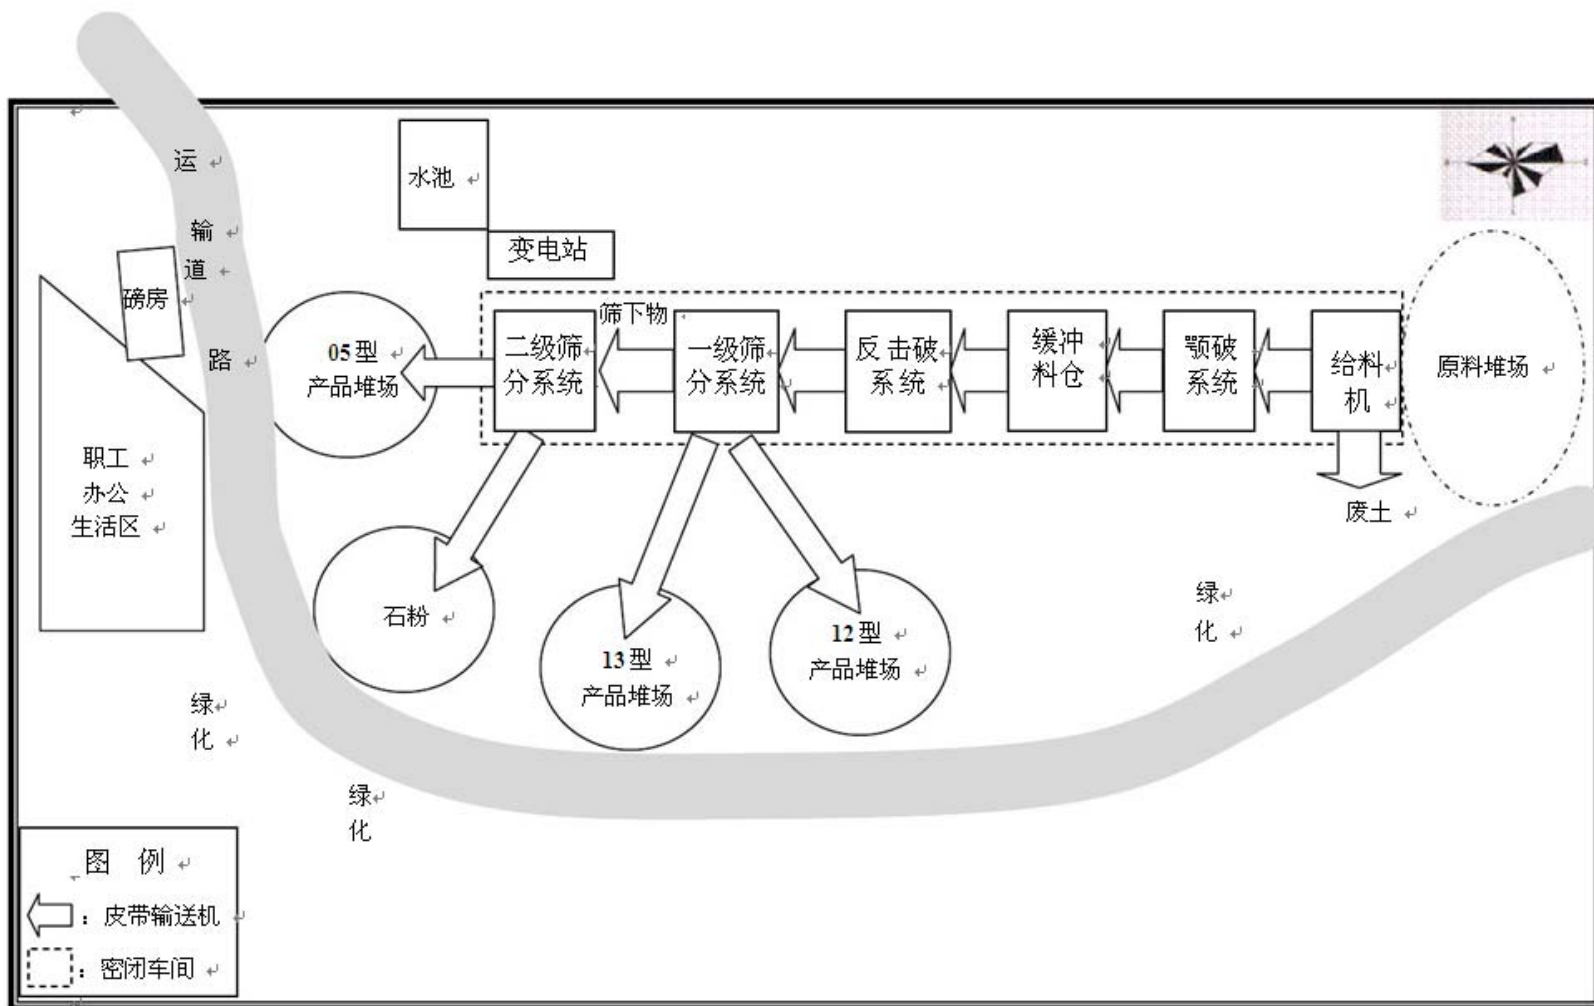 运
输
道
路
水池
变电站
磅房
05型
产品堆场
筛下物
二级筛
分系统
一级筛
分系统
反击破
系统
缓冲
料仓
颚破
系统
给料
机
原料堆场
废土
职工
办公
生活区
石粉
13型
产品堆场
12型
产品堆场
绿
化
绿
化
绿
化
图 例
：皮带输送机
：密闭车间